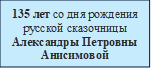 135 лет со дня рождения
русской сказочницы
Александры Петровны
Анисимовой